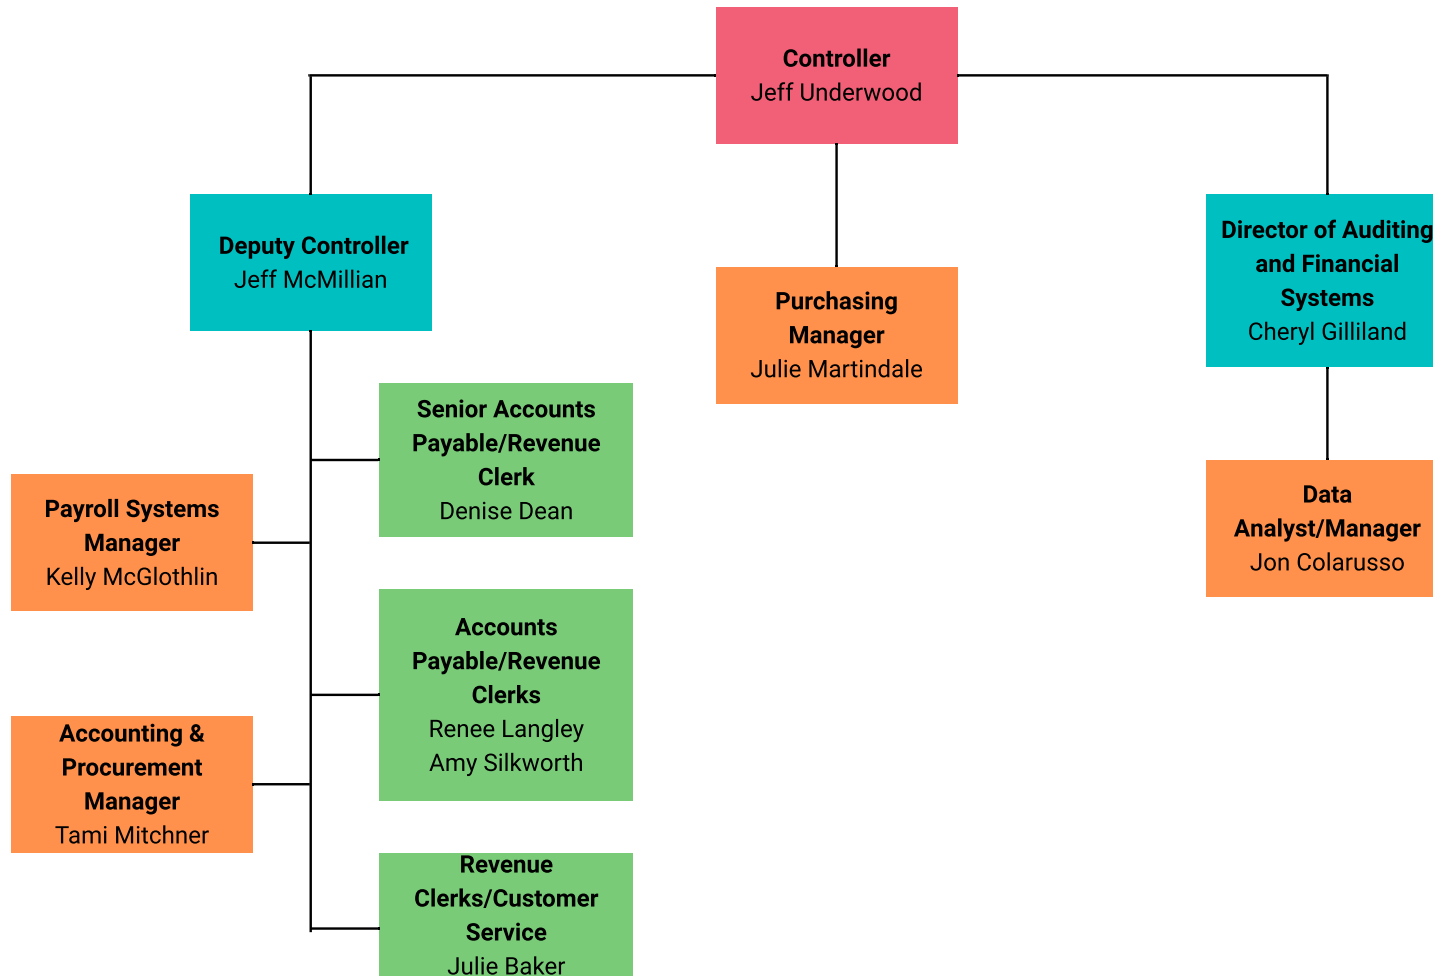 Controller
Jeff Underwood
Deputy Controller
Jeff McMillian
Purchasing
Manager
Julie Martindale
Director of Auditing
and Financial
Systems
Cheryl Gilliland
Senior Accounts
Payable/Revenue
Clerk
Denise Dean
Payroll Systems
Manager
Kelly McGlothlin
Data
Analyst/Manager
Jon Colarusso
Accounts
Payable/Revenue
Clerks
Renee Langley
Amy Silkworth
Accounting &
Procurement
Manager
Tami Mitchner
Revenue
Clerks/Customer
Service
Julie Baker